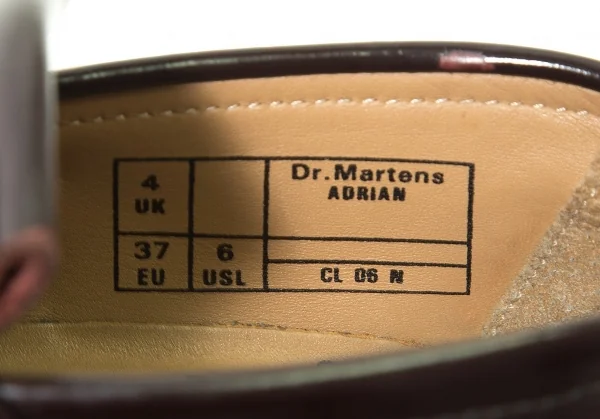 4
UK
37
EU
6
USL
Dr.Martens
ADRIAN
CL 06 N